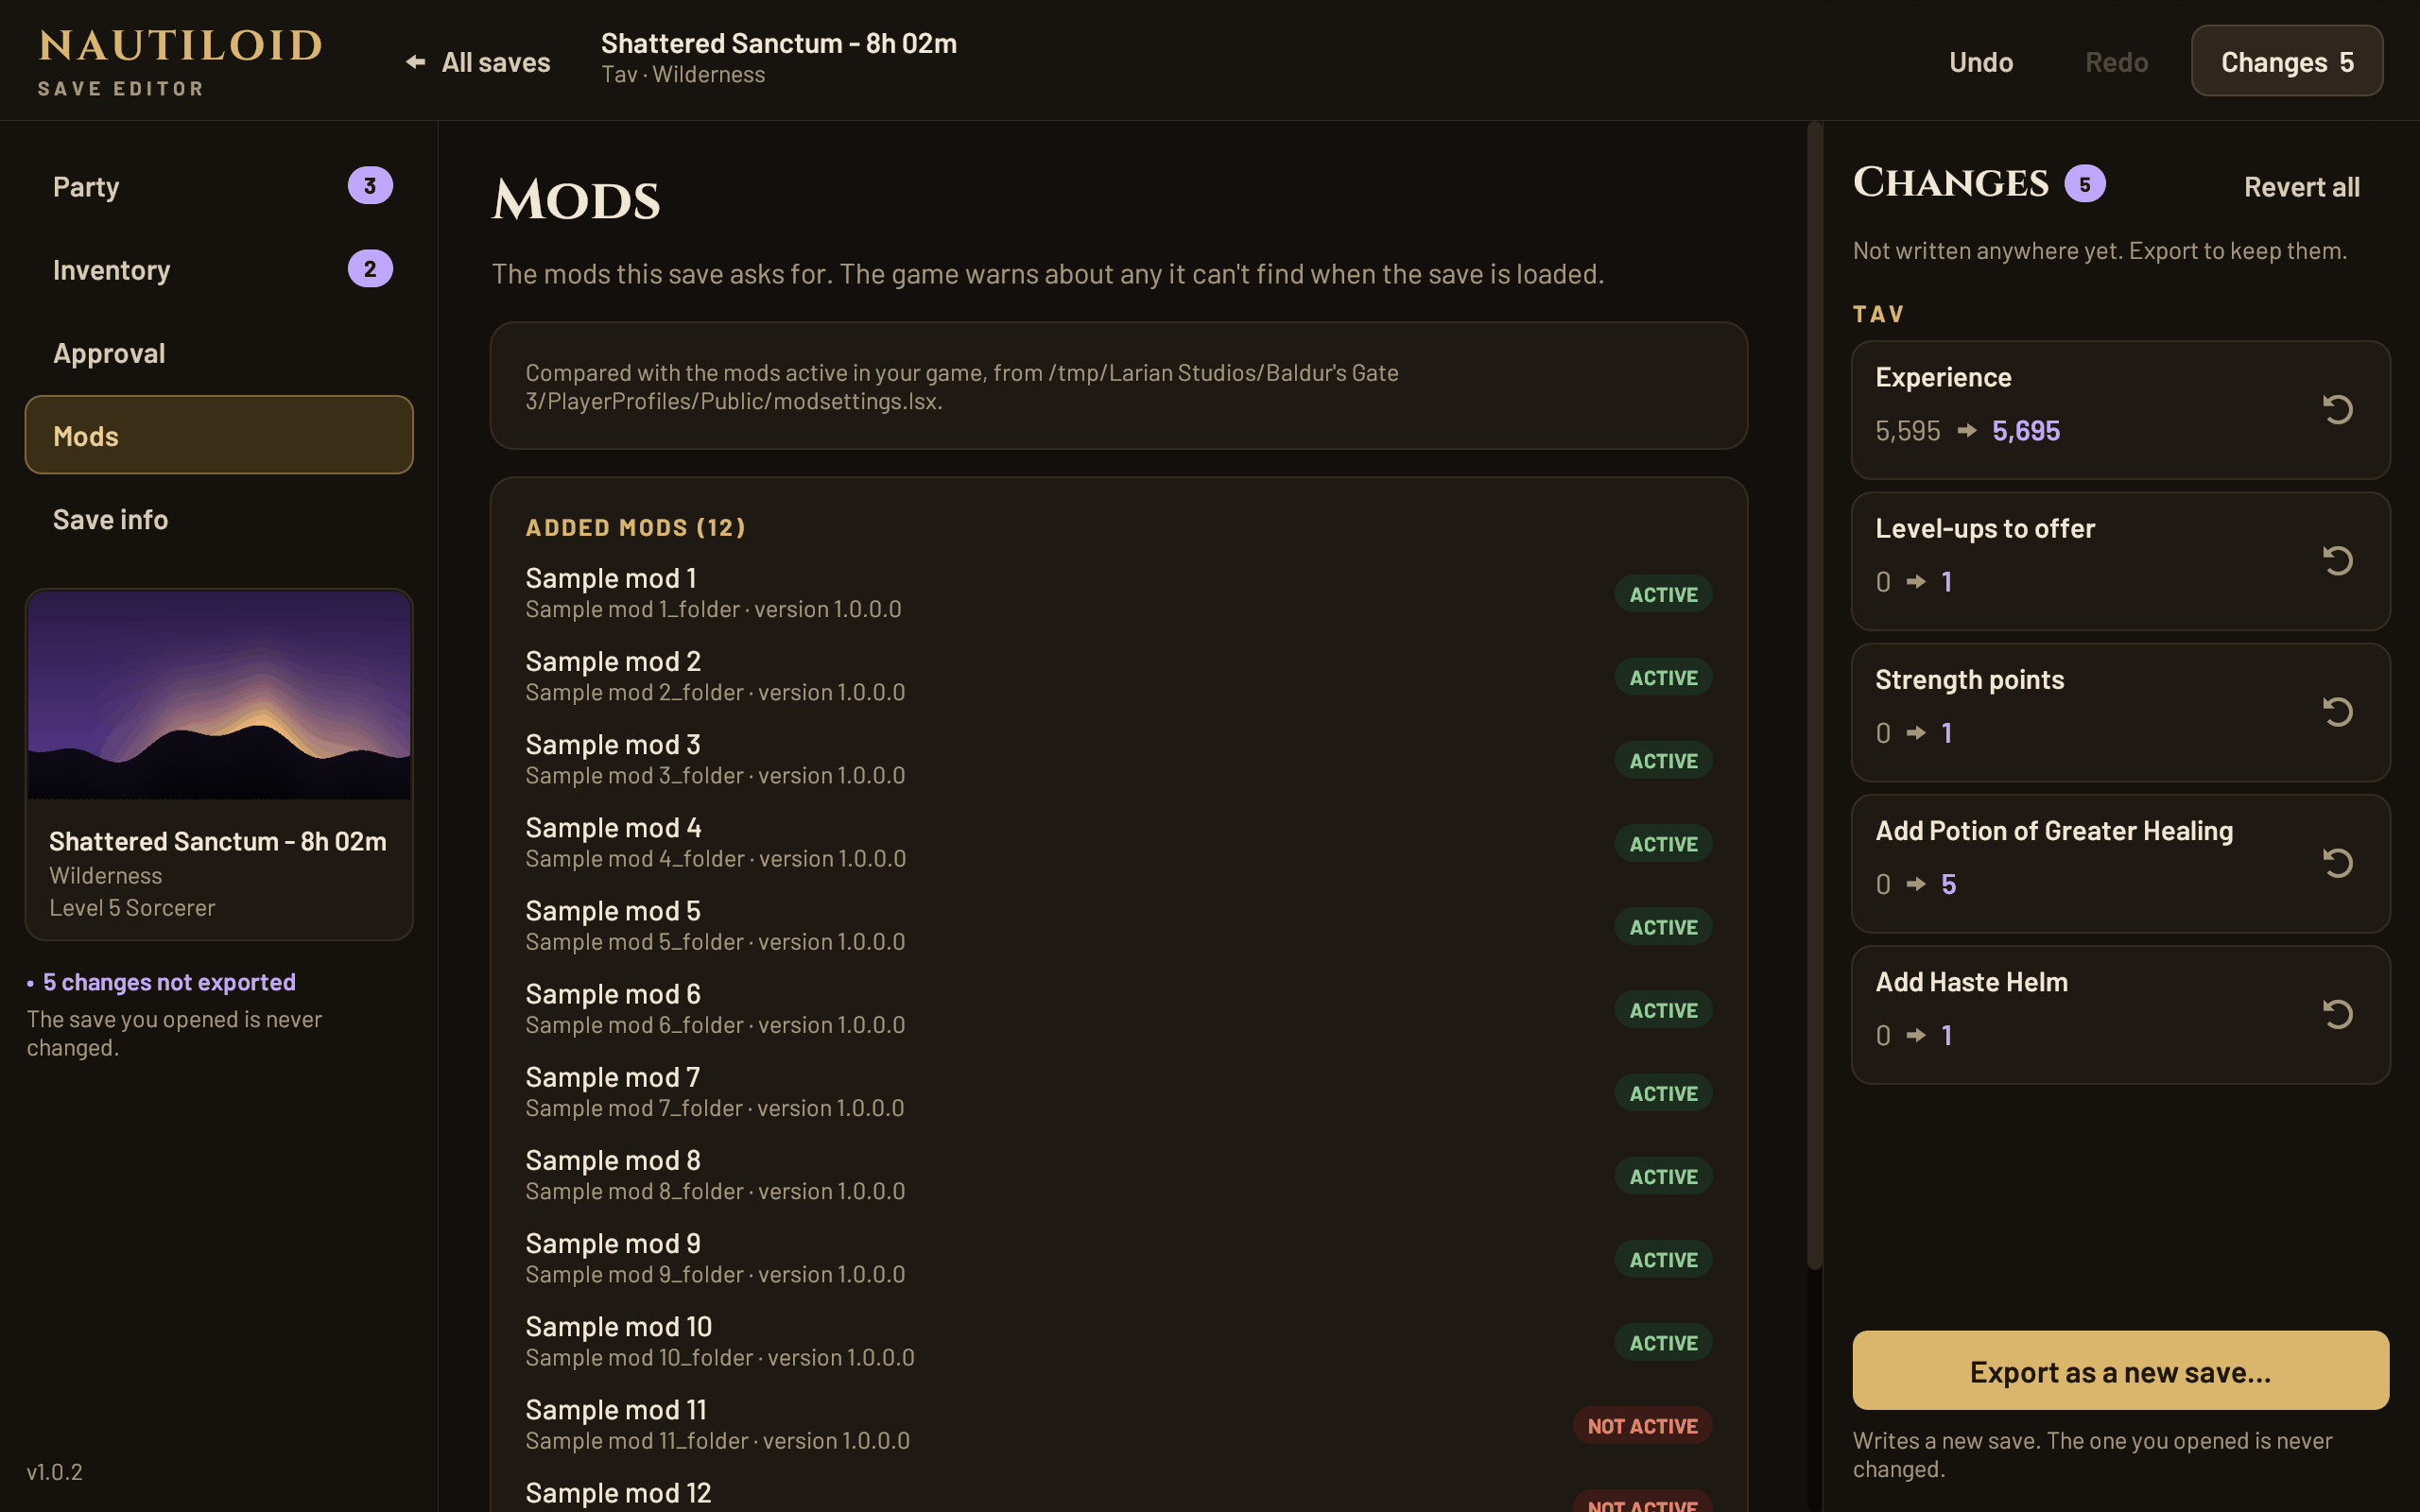 NAUTILOID
SAVE EDITOR
All saves
Shattered Sanctum - 8h 02m
Tav · Wilderness
Undo
Redo
Changes 5
Party 3
Inventory 2
Approval
Mods
Save info
Shattered Sanctum - 8h 02m
Wilderness
Level 5 Sorcerer
• 5 changes not exported
The save you opened is never
changed.
v1.0.2
Mods
The mods this save asks for. The game warns about any it can't find when the save is loaded.
Compared with the mods active in your game, from /tmp/Larian Studios/Baldur's Gate
3/PlayerProfiles/Public/modsettings.lsx.
ADDED MODS (12)
Sample mod 1
Sample mod 1_folder · version 1.0.0.0
ACTIVE
Sample mod 2
Sample mod 2_folder · version 1.0.0.0
ACTIVE
Sample mod 3
Sample mod 3_folder · version 1.0.0.0
ACTIVE
Sample mod 4
Sample mod 4_folder · version 1.0.0.0
ACTIVE
Sample mod 5
Sample mod 5_folder · version 1.0.0.0
ACTIVE
Sample mod 6
Sample mod 6_folder · version 1.0.0.0
ACTIVE
Sample mod 7
Sample mod 7_folder · version 1.0.0.0
ACTIVE
Sample mod 8
Sample mod 8_folder · version 1.0.0.0
ACTIVE
Sample mod 9
Sample mod 9_folder · version 1.0.0.0
ACTIVE
Sample mod 10
Sample mod 10_folder · version 1.0.0.0
ACTIVE
Sample mod 11
Sample mod 11_folder · version 1.0.0.0
NOT ACTIVE
Sample mod 12
NOT ACTIVE
Changes 5
Revert all
Not written anywhere yet. Export to keep them.
TAV
Experience
5,595 → 5,695
Level-ups to offer
0 → 1
Strength points
0 → 1
Add Potion of Greater Healing
0 → 5
Add Haste Helm
0 → 1
Export as a new save...
Writes a new save. The one you opened is never
changed.